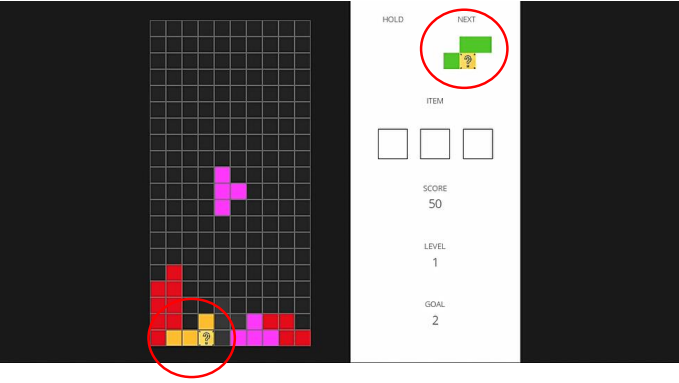 HOLD
NEXT
?
ITEM
SCORE
50
LEVEL
1
GOAL
2
?